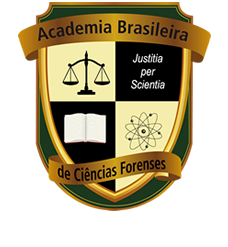 Academia Brasileira
Justitia
per
Scientia
de Ciências Forenses